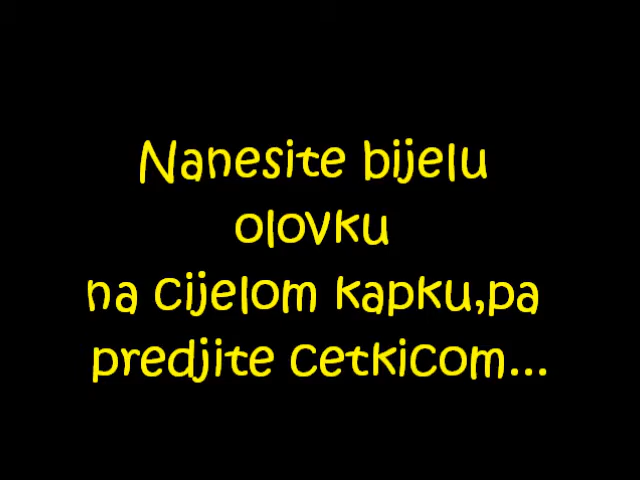 Nanesite bijelu
olovku
na cijelom kapku,pa
predjite cetkicom...